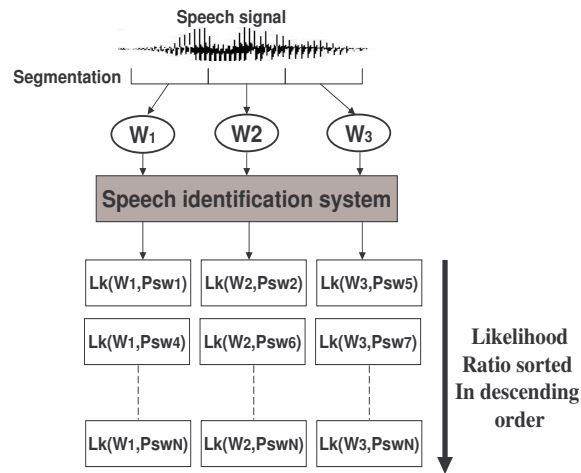 Speech signal
Segmentation
W1 W2 W3
Speech identification system
Lk(W1,Psw1) Lk(W2,Psw2) Lk(W3,Psw5)
Lk(W1,Psw4) Lk(W2,Psw6) Lk(W3,Psw7)
Lk(W1,PswN) Lk(W2,PswN) Lk(W3,PswN)
Likelihood
Ratio sorted
In descending
order